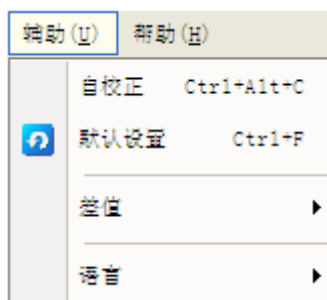 辅助(U) 帮助(H)
自校正 Ctrl+Alt+C
默认设置 Ctrl+F
差值
语言